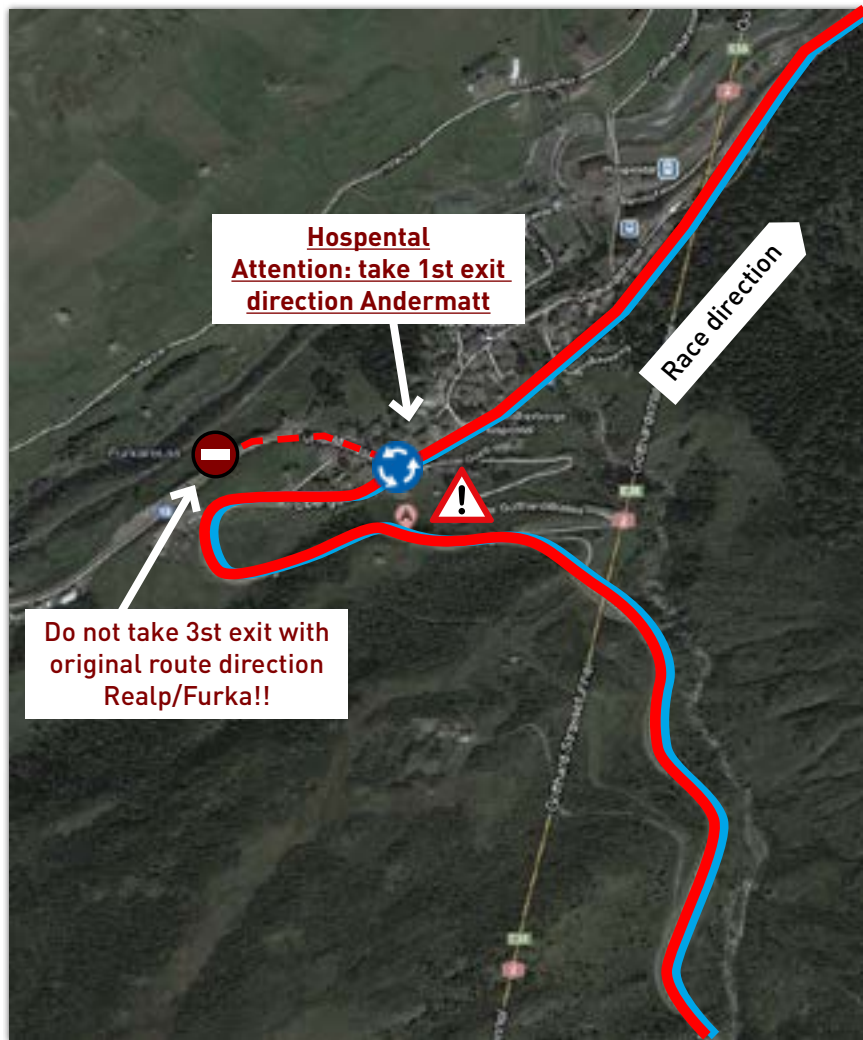 Hospental
Attention: take 1st exit
direction Andermatt
Race direction
!
Do not take 3st exit with
original route direction
Realp/Furka!!